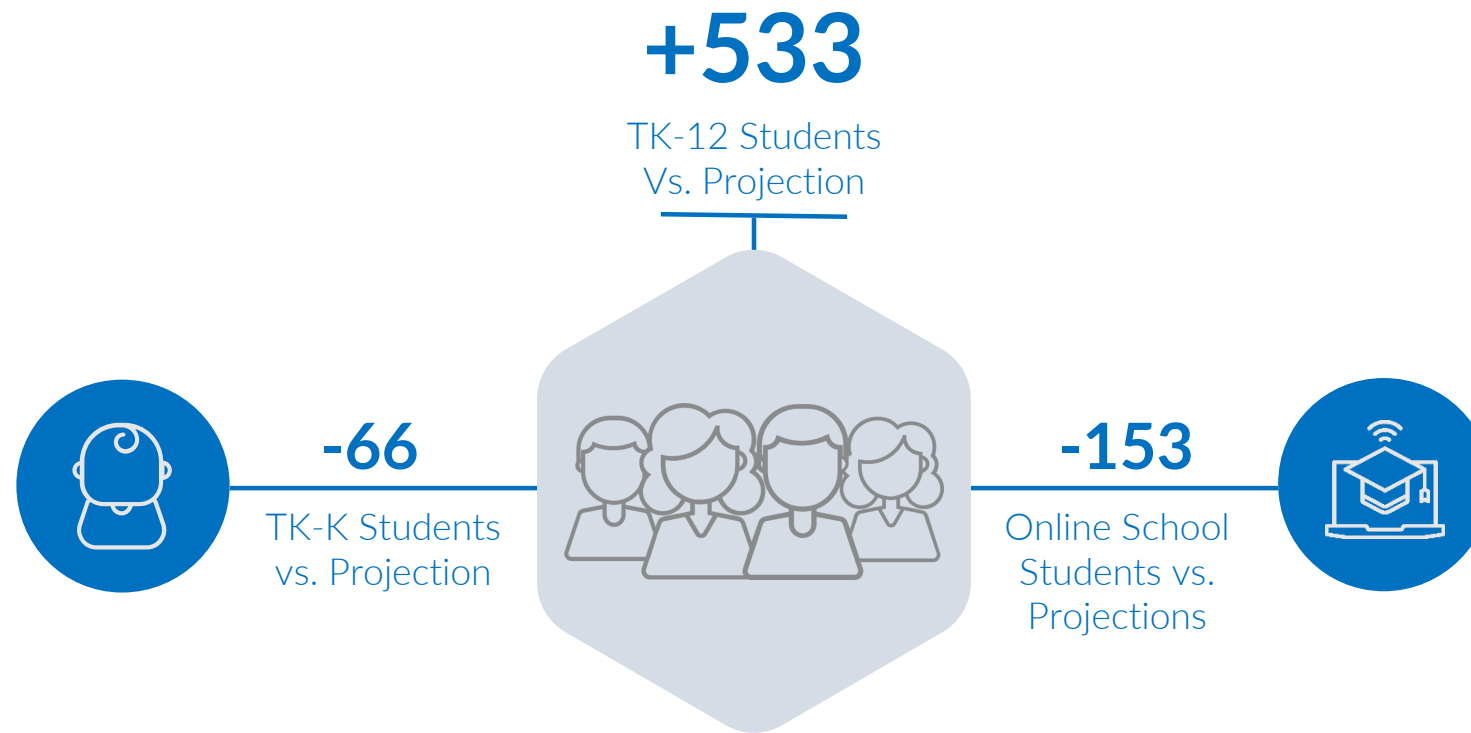 +533
TK-12 Students
Vs. Projection
-66
TK-K Students
vs. Projection
-153
Online School
Students vs.
Projections